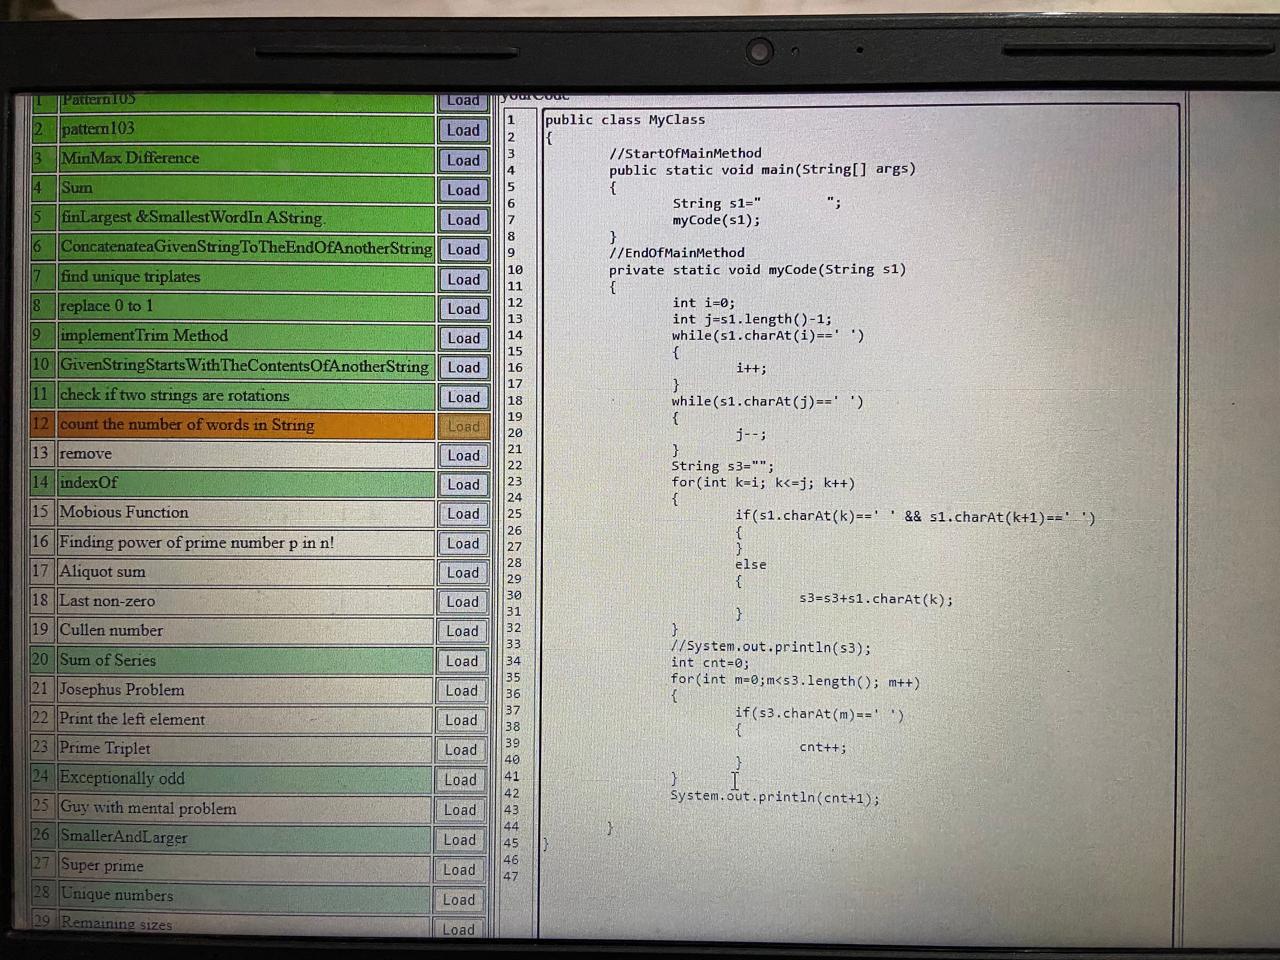 1 Pattern105 Load
2 pattern103 Load
3 MinMax Difference Load
4 Sum Load
5 finLargest &SmallestWordIn AString. Load
6 ConcatenateaGivenStringToTheEndOfAnotherString Load
7 find unique triplates Load
8 replace 0 to 1 Load
9 implementTrim Method Load
10 GivenStringStartsWithTheContentsOfAnotherString Load
11 check if two strings are rotations Load
12 count the number of words in String Load
13 remove Load
14 indexOf Load
15 Mobious Function Load
16 Finding power of prime number p in n! Load
17 Aliquot sum Load
18 Last non-zero Load
19 Cullen number Load
20 Sum of Series Load
21 Josephus Problem Load
22 Print the left element Load
23 Prime Triplet Load
24 Exceptionally odd Load
25 Guy with mental problem Load
26 SmallerAndLarger Load
27 Super prime Load
28 Unique numbers Load
29 Remaining sizes Load
yourCode
1 public class MyClass
2 {
3 //StartOfMainMethod
4 public static void main(String[] args)
5 {
6 String s1="        ";
7 myCode(s1);
8 }
9 //EndOfMainMethod
10 private static void myCode(String s1)
11 {
12 int i=0;
13 int j=s1.length()-1;
14 while(s1.charAt(i)==' ')
15 {
16 i++;
17 }
18 while(s1.charAt(j)==' ')
19 {
20 j--;
21 }
22 String s3="";
23 for(int k=i; k<=j; k++)
24 {
25 if(s1.charAt(k)==' ' && s1.charAt(k+1)==' ')
26 {
27 }
28 else
29 {
30 s3=s3+s1.charAt(k);
31 }
32 }
33 //System.out.println(s3);
34 int cnt=0;
35 for(int m=0;m<s3.length(); m++)
36 {
37 if(s3.charAt(m)==' ')
38 {
39 cnt++;
40 }
41 }
42 System.out.println(cnt+1);
43
44 }
45 }
46
47